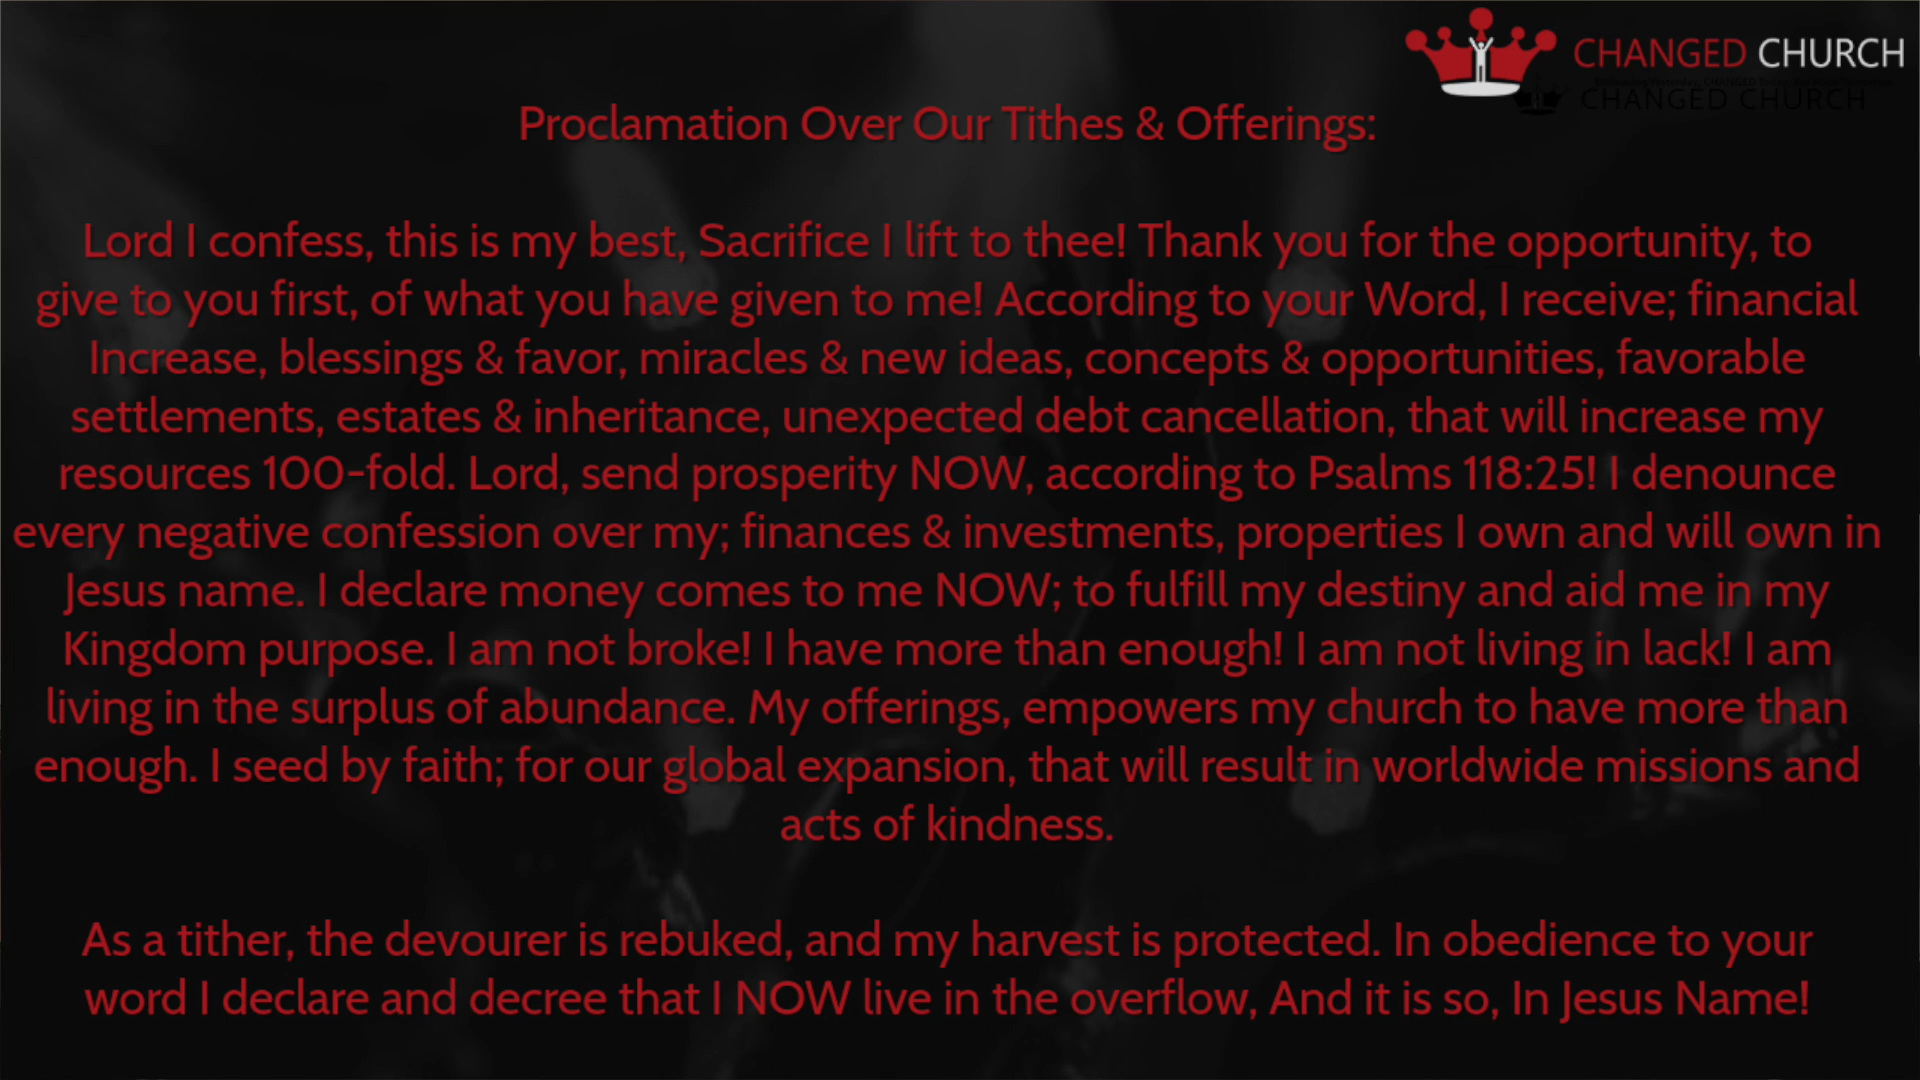 CHANGED CHURCH
CHANGED CHURCH
Proclamation Over Our Tithes & Offerings:
Lord I confess, this is my best, Sacrifice I lift to thee! Thank you for the opportunity, to
give to you first, of what you have given to me! According to your Word, I receive; financial
Increase, blessings & favor, miracles & new ideas, concepts & opportunities, favorable
settlements, estates & inheritance, unexpected debt cancellation, that will increase my
resources 100-fold. Lord, send prosperity NOW, according to Psalms 118:25! I denounce
every negative confession over my; finances & investments, properties I own and will own in
Jesus name. I declare money comes to me NOW; to fulfill my destiny and aid me in my
Kingdom purpose. I am not broke! I have more than enough! I am not living in lack! I am
living in the surplus of abundance. My offerings, empowers my church to have more than
enough. I seed by faith; for our global expansion, that will result in worldwide missions and
acts of kindness.
As a tither, the devourer is rebuked, and my harvest is protected. In obedience to your
word I declare and decree that I NOW live in the overflow, And it is so, In Jesus Name!